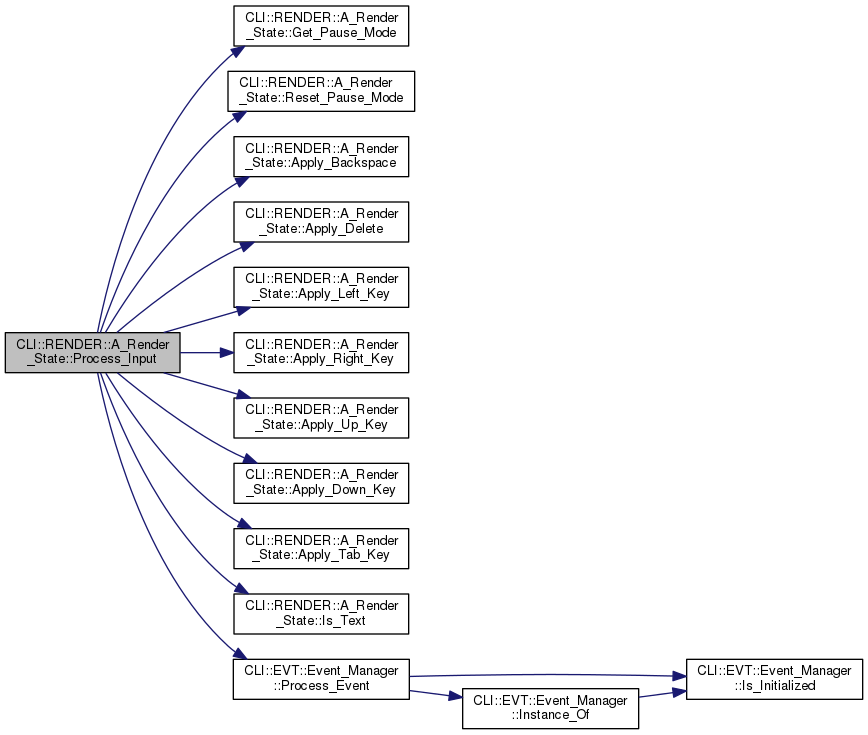 CLI::RENDER::A_Render
_State::Get_Pause_Mode
CLI::RENDER::A_Render
_State::Reset_Pause_Mode
CLI::RENDER::A_Render
_State::Apply_Backspace
CLI::RENDER::A_Render
_State::Apply_Delete
CLI::RENDER::A_Render
_State::Apply_Left_Key
CLI::RENDER::A_Render
_State::Process_Input
CLI::RENDER::A_Render
_State::Apply_Right_Key
CLI::RENDER::A_Render
_State::Apply_Up_Key
CLI::RENDER::A_Render
_State::Apply_Down_Key
CLI::RENDER::A_Render
_State::Apply_Tab_Key
CLI::RENDER::A_Render
_State::Is_Text
CLI::EVT::Event_Manager
::Process_Event
CLI::EVT::Event_Manager
::Instance_Of
CLI::EVT::Event_Manager
::Is_Initialized